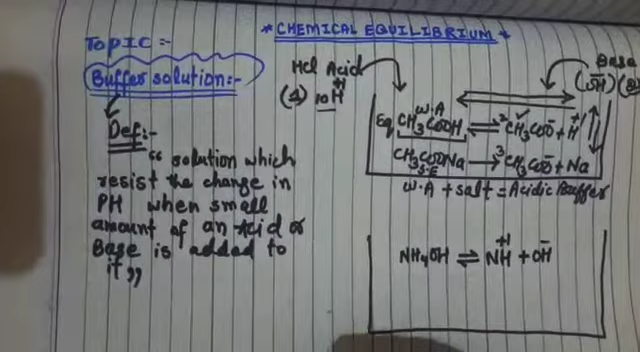 * CHEMICAL EQUILIBRIUM *
Topic :-
Buffer solution:-
Def:-
“ solution which
resist the change in
PH when small
amount of an Acid or
Base is added to
it ”
Hcl Acid
Base
(1) 10H+
Eq CH3COOH ⇌ CH3COO- + H+
W.A
CH3COONa → CH3COO- + Na
S.E
W.A + salt = Acidic Buffer
NH4OH ⇌ NH+ + OH-